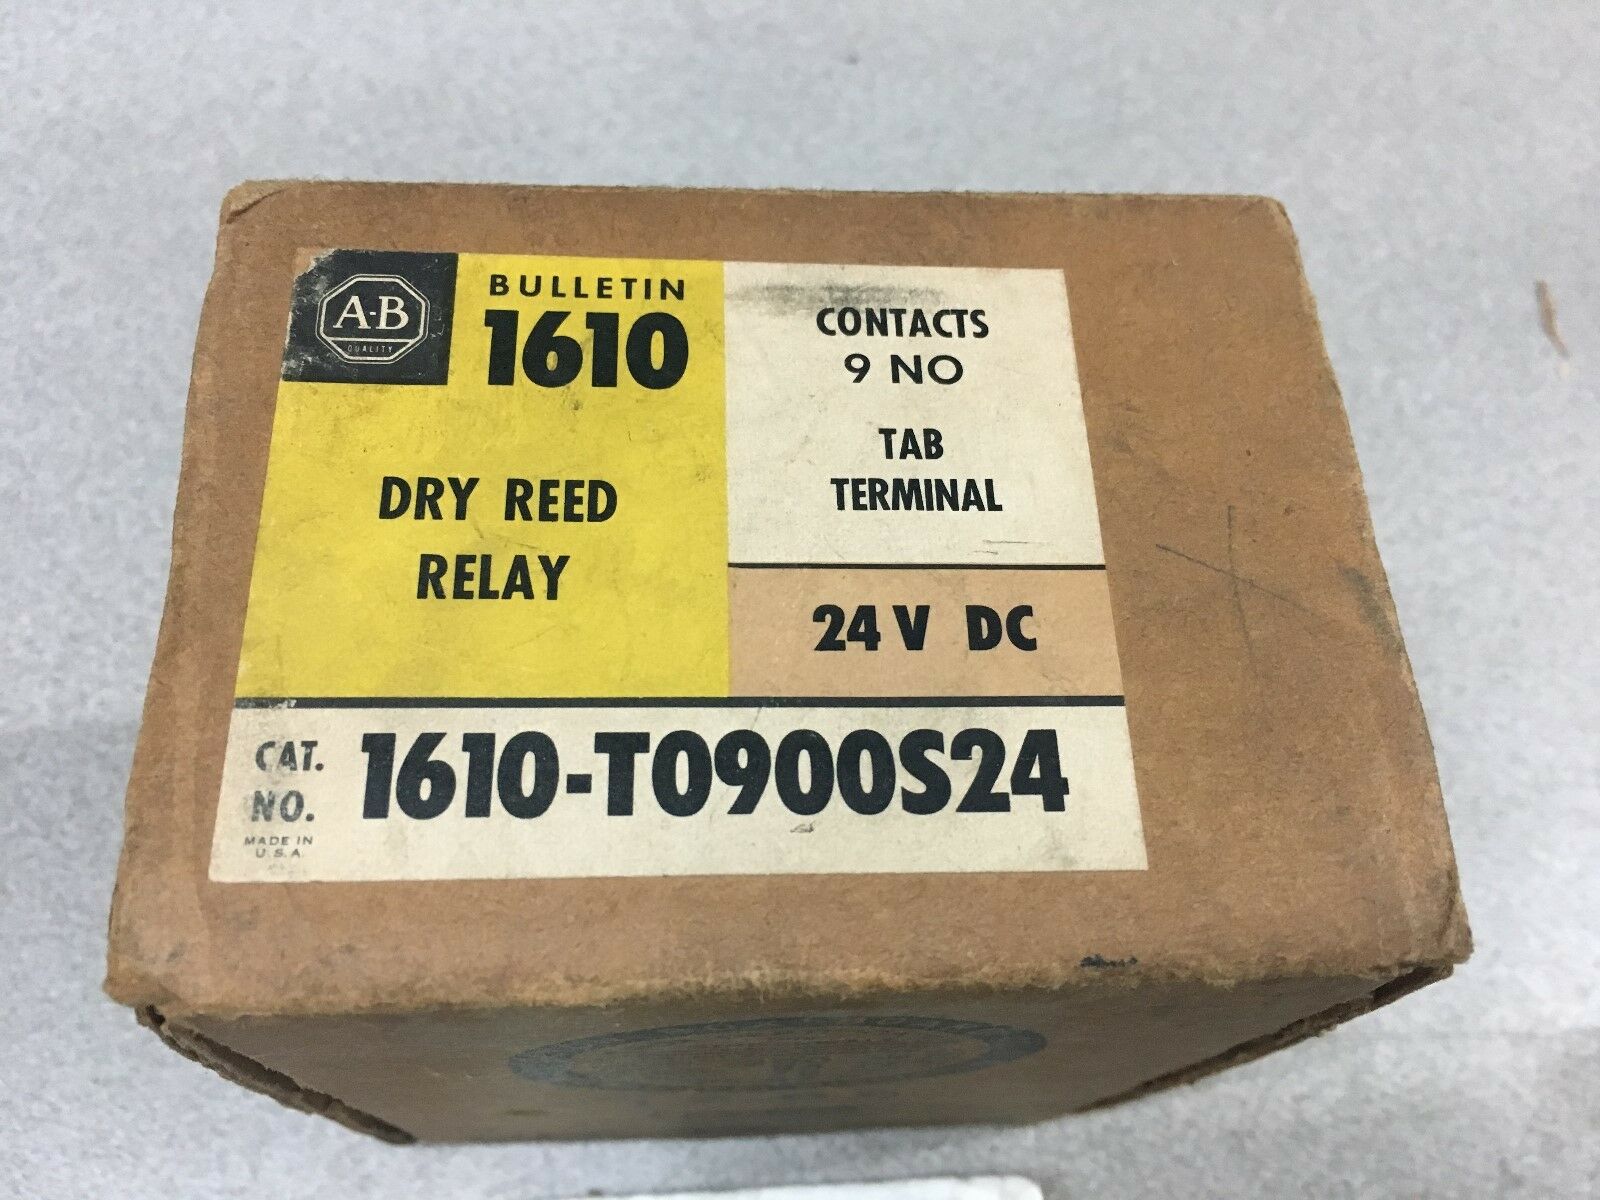 A-B
QUALITY
BULLETIN
1610
DRY REED
RELAY
CONTACTS
9 NO
TAB
TERMINAL
24 V DC
CAT.
NO.
1610-T0900S24
MADE IN
U.S.A.